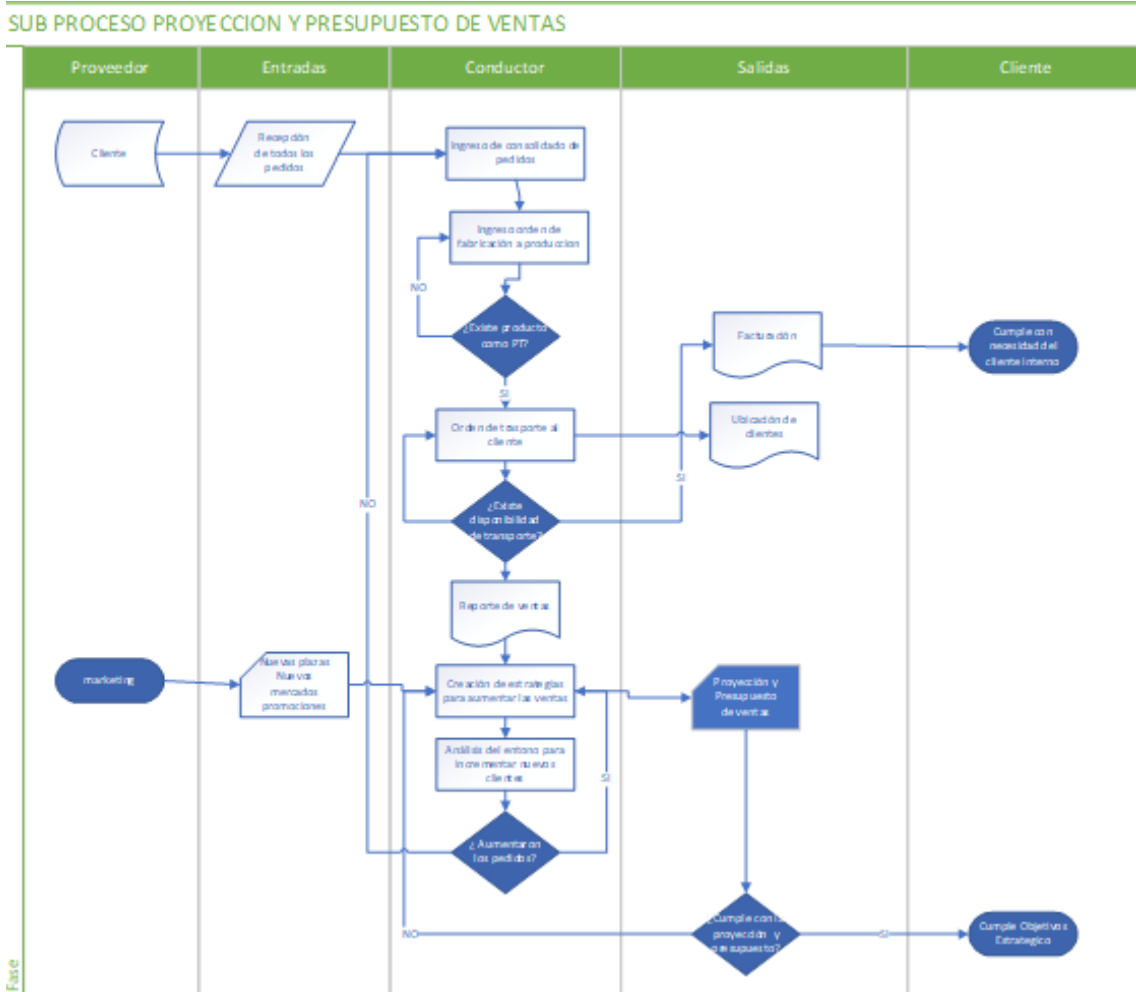 SUB PROCESO PROYECCION Y PRESUPUESTO DE VENTAS
Proveedor
Entradas
Conductor
Salidas
Cliente
Cliente
Recepción
de todos los
pedidos
Ingreso de consolidado de
pedidos
Ingreso orden de
fabricación a produccion
NO
¿Existe producto
como PT?
SI
Facturación
Cumple con
necesidad del
cliente interno
Orden de trasporte al
cliente
Ubicación de
clientes
SI
NO
¿Existe
disponibilidad
de transporte?
Reporte de ventas
marketing
Nuevas plazas
Nuevos
mercados
promociones
Creación de estrategias
para aumentar las ventas
Proyección y
Presupuesto
de ventas
Análisis del entono para
incrementar nuevos
clientes
SI
¿ Aumentaron
los pedidos?
NO
¿Cumple con la
proyección y
presupuesto?
SI
Cumple Objetivos
Estrategico
Fase